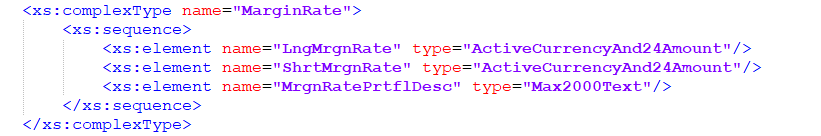 <xs:complexType name="MarginRate">
<xs:sequence>
<xs:element name="LngMrgnRate" type="ActiveCurrencyAnd24Amount"/>
<xs:element name="ShrtMrgnRate" type="ActiveCurrencyAnd24Amount"/>
<xs:element name="MrgnRatePrtflDesc" type="Max2000Text"/>
</xs:sequence>
</xs:complexType>